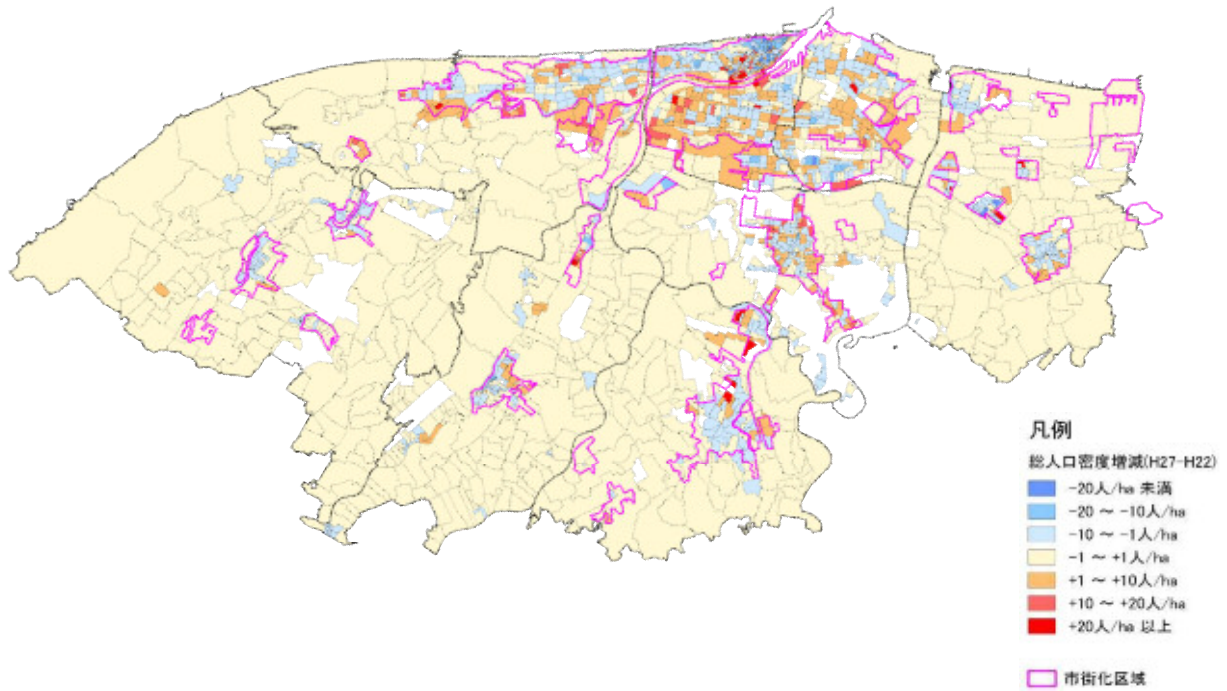 凡例
総人口密度増減(H27-H22)
-20人/ha 未満
-20 ～ -10人/ha
-10 ～ -1人/ha
-1 ～ +1人/ha
+1 ～ +10人/ha
+10 ～ +20人/ha
+20人/ha 以上
市街化区域